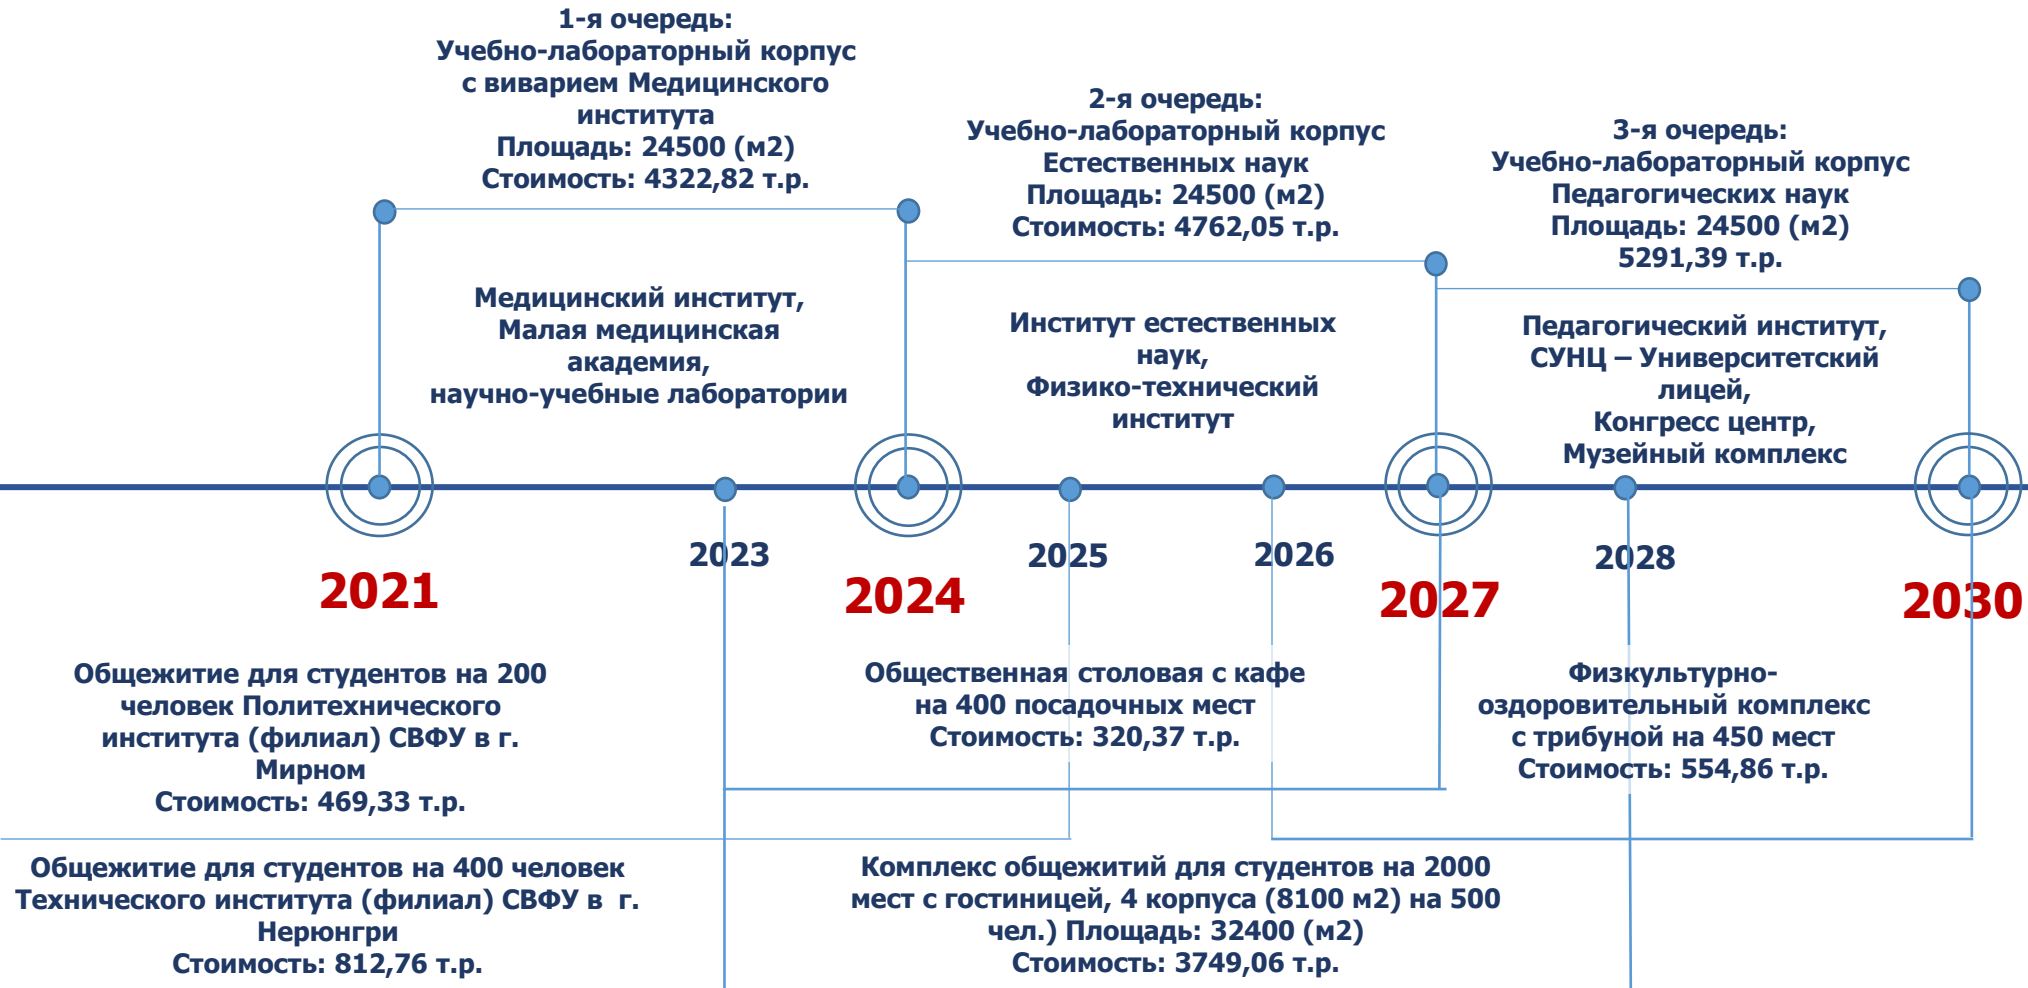 1-я очередь:
Учебно-лабораторный корпус
с виварием Медицинского
института
Площадь: 24500 (м2)
Стоимость: 4322,82 т.р.
2-я очередь:
Учебно-лабораторный корпус
Естественных наук
Площадь: 24500 (м2)
Стоимость: 4762,05 т.р.
3-я очередь:
Учебно-лабораторный корпус
Педагогических наук
Площадь: 24500 (м2)
5291,39 т.р.
Медицинский институт,
Малая медицинская
академия,
научно-учебные лаборатории
Институт естественных
наук,
Физико-технический
институт
Педагогический институт,
СУНЦ – Университетский
лицей,
Конгресс центр,
Музейный комплекс
2021
2023
2024
2025
2026
2027
2028
2030
Общежитие для студентов на 200
человек Политехнического
института (филиал) СВФУ в г.
Мирном
Стоимость: 469,33 т.р.
Общественная столовая с кафе
на 400 посадочных мест
Стоимость: 320,37 т.р.
Физкультурно-
оздоровительный комплекс
с трибуной на 450 мест
Стоимость: 554,86 т.р.
Общежитие для студентов на 400 человек
Технического института (филиал) СВФУ в  г.
Нерюнгри
Стоимость: 812,76 т.р.
Комплекс общежитий для студентов на 2000
мест с гостиницей, 4 корпуса (8100 м2) на 500
чел.) Площадь: 32400 (м2)
Стоимость: 3749,06 т.р.